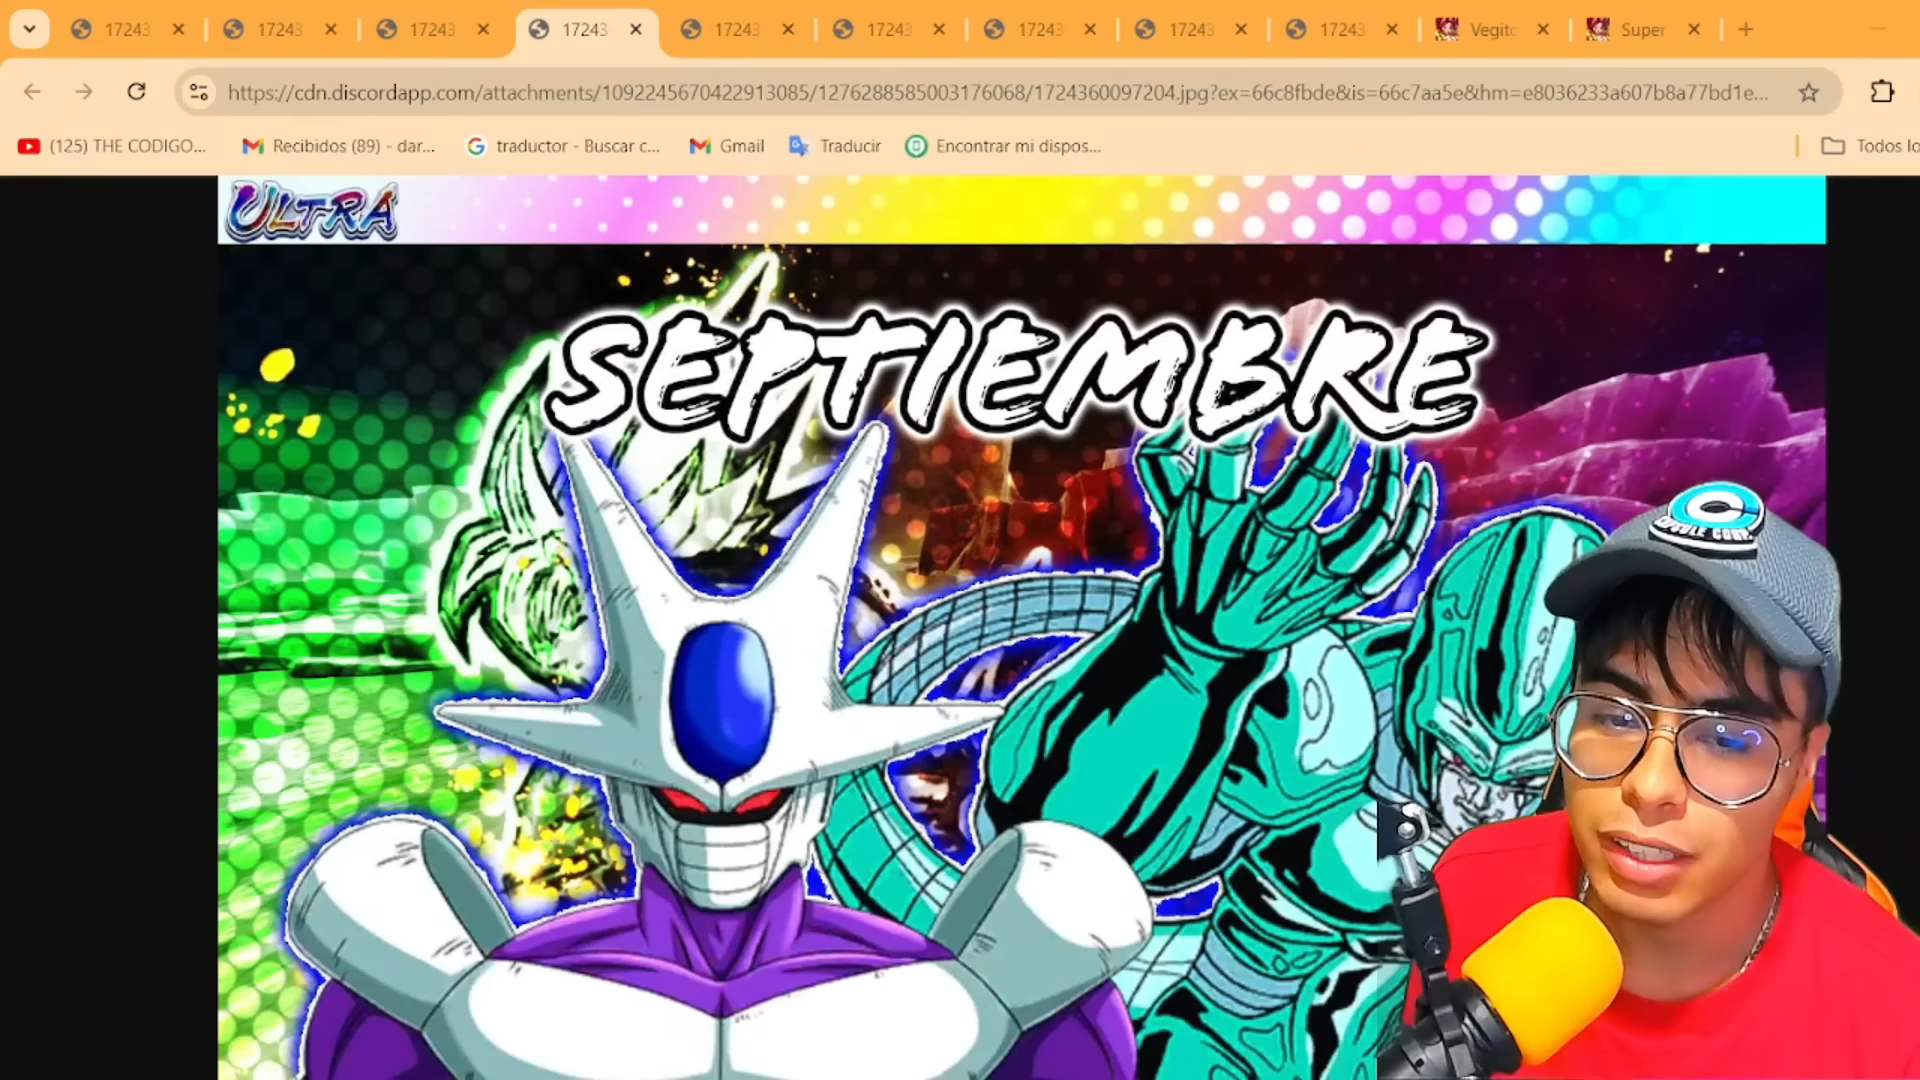 17243
17243
17243
17243
17243
17243
17243
17243
17243
Vegito
Super
https://cdn.discordapp.com/attachments/1092245670422913085/1276288585003176068/1724360097204.jpg?ex=66c8fbde&is=66c7aa5e&hm=e8036233a607b8a77bd1e...
(125) THE CODIGO...
Recibidos (89) - dar...
traductor - Buscar c...
Gmail
Traducir
Encontrar mi dispos...
Todos lo
ULTRA
SEPTIEMBRE
C
CAPSULE CORP.